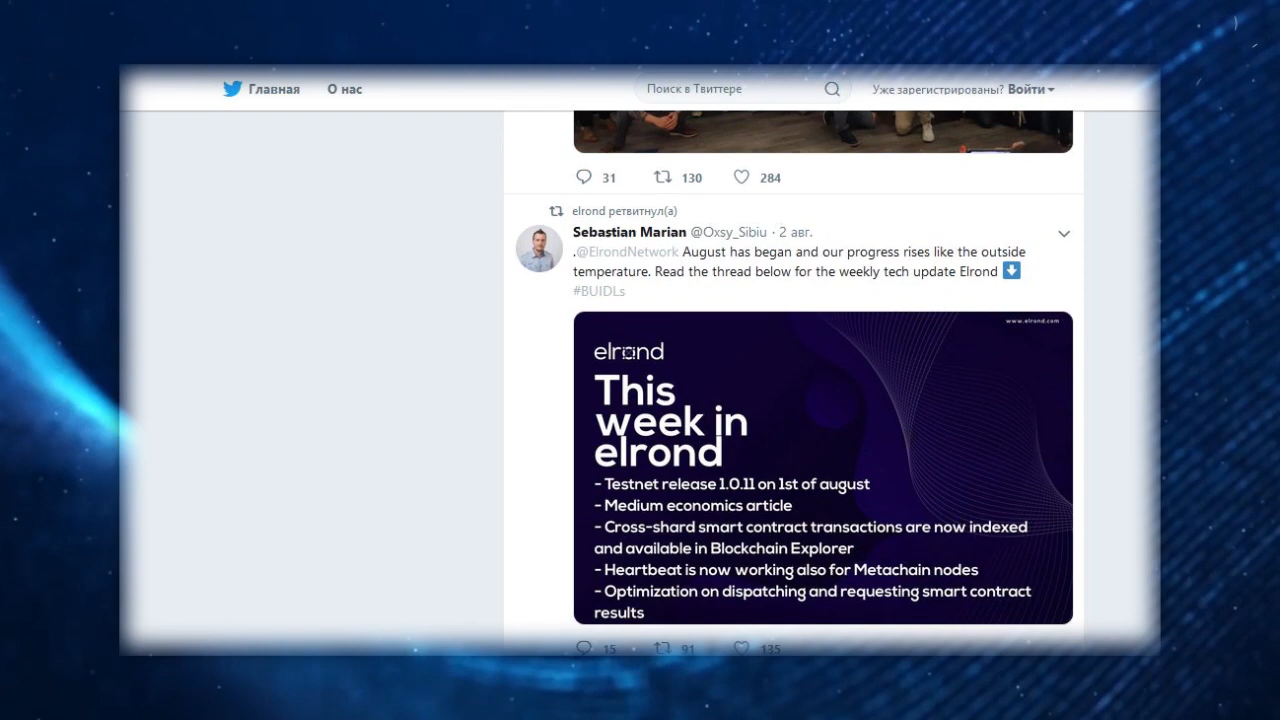 Главная О нас Поиск в Твиттере Уже зарегистрированы? Войти
31 130 284
elrond ретвитнул(а)
Sebastian Marian @Oxsy_Sibiu · 2 авг.
.@ElrondNetwork August has began and our progress rises like the outside
temperature. Read the thread below for the weekly tech update Elrond
#BUIDLs
www.elrond.com
elrond
This
week in
elrond
- Testnet release 1.0.11 on 1st of august
- Medium economics article
- Cross-shard smart contract transactions are now indexed
and available in Blockchain Explorer
- Heartbeat is now working also for Metachain nodes
- Optimization on dispatching and requesting smart contract
results
15 91 135